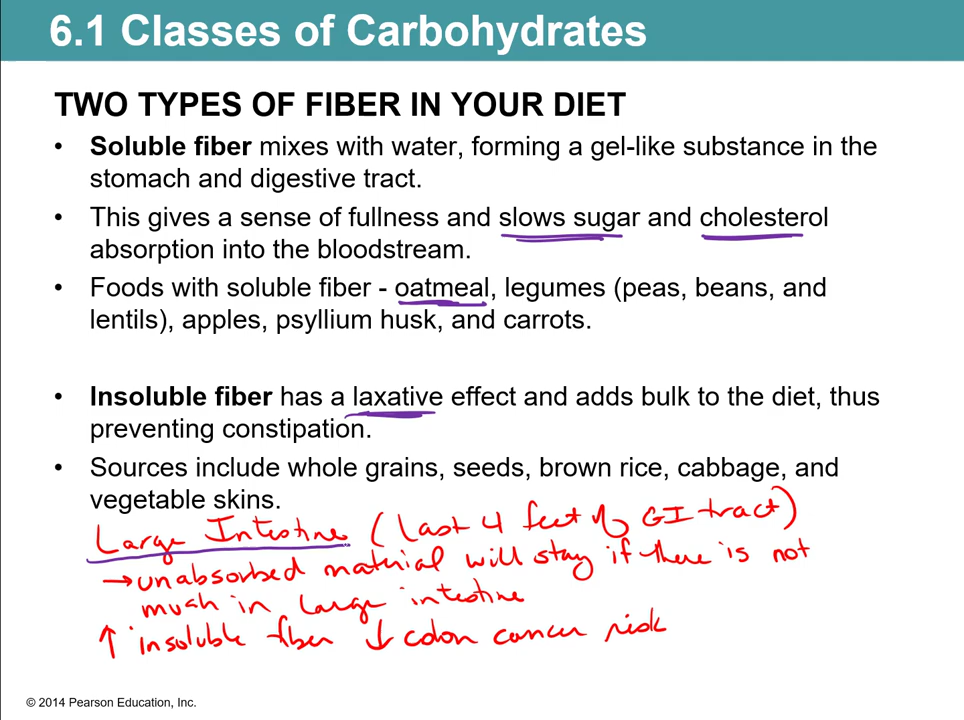 6.1 Classes of Carbohydrates
TWO TYPES OF FIBER IN YOUR DIET
• Soluble fiber mixes with water, forming a gel-like substance in the
stomach and digestive tract.
• This gives a sense of fullness and slows sugar and cholesterol
absorption into the bloodstream.
• Foods with soluble fiber - oatmeal, legumes (peas, beans, and
lentils), apples, psyllium husk, and carrots.
• Insoluble fiber has a laxative effect and adds bulk to the diet, thus
preventing constipation.
• Sources include whole grains, seeds, brown rice, cabbage, and
vegetable skins.
Large Intestine (last 4 feet of GI tract)
→ unabsorbed material will stay if there is not
much in large intestine
↑ insoluble fiber ↓ colon cancer risk
© 2014 Pearson Education, Inc.